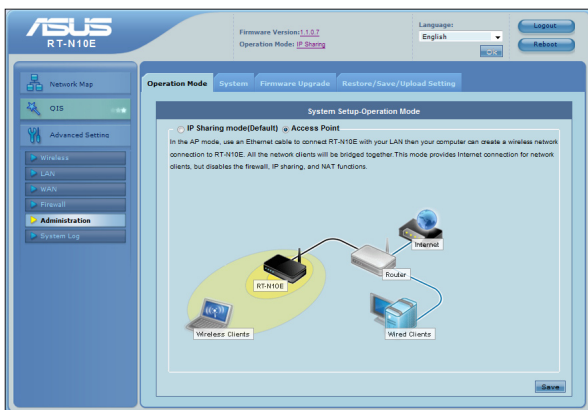 ASUS
RT-N10E
Firmware Version:1.1.0.7
Operation Mode: IP Sharing
Language:
English
OK
Logout
Reboot
Network Map
QIS
Advanced Setting
Wireless
LAN
WAN
Firewall
Administration
System Log
Operation Mode
System
Firmware Upgrade
Restore/Save/Upload Setting
System Setup-Operation Mode
IP Sharing mode(Default) Access Point
In the AP mode, use an Ethernet cable to connect RT-N10E with your LAN then your computer can create a wireless network
connection to RT-N10E. All the network clients will be bridged together.This mode provides Internet connection for network
clients, but disables the firewall, IP sharing, and NAT functions.
Internet
Router
RT-N10E
Wireless Clients
Wired Clients
Save